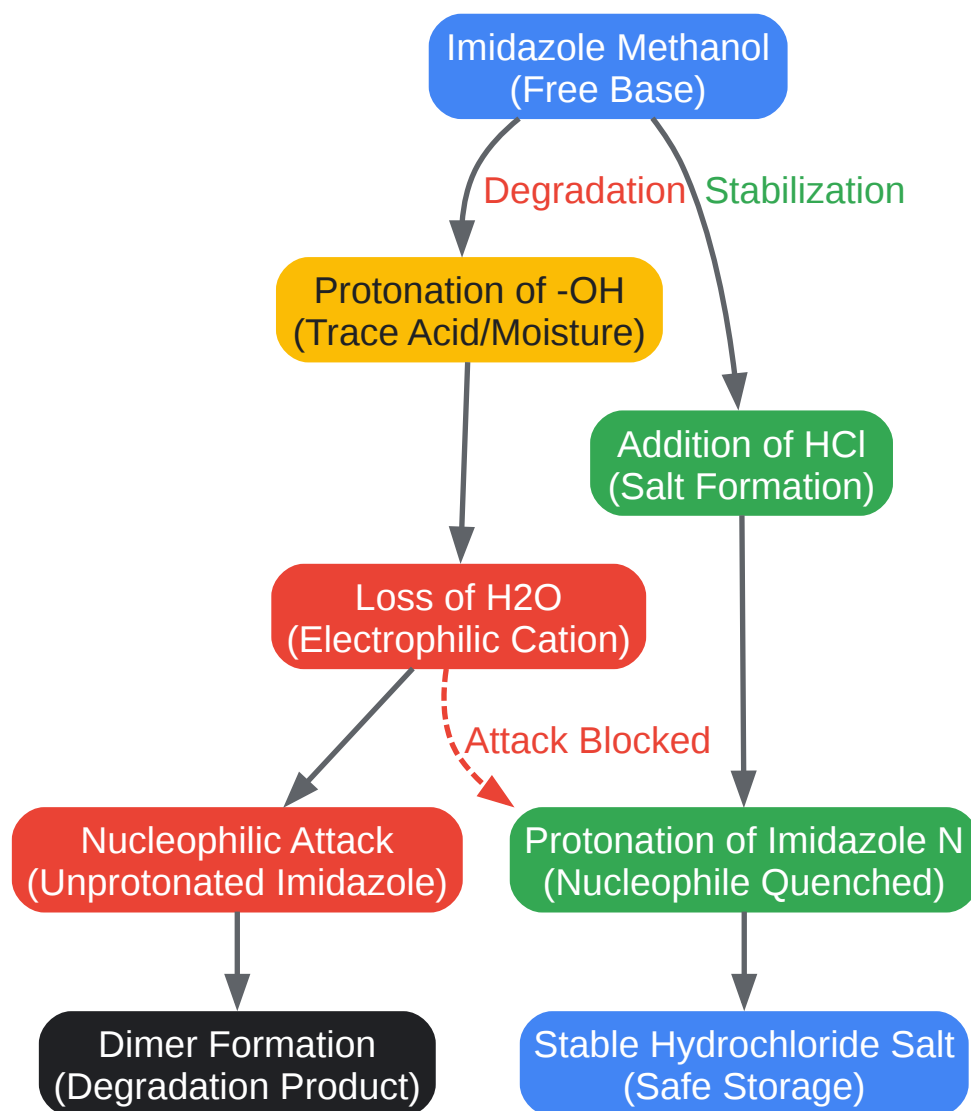 Imidazole Methanol
(Free Base)
Degradation
Stabilization
Protonation of -OH
(Trace Acid/Moisture)
Addition of HCl
(Salt Formation)
Loss of H2O
(Electrophilic Cation)
Attack Blocked
Nucleophilic Attack
(Unprotonated Imidazole)
Protonation of Imidazole N
(Nucleophile Quenched)
Dimer Formation
(Degradation Product)
Stable Hydrochloride Salt
(Safe Storage)